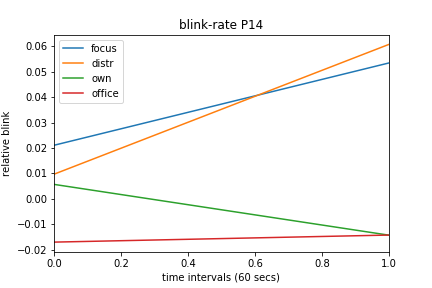 blink-rate P14
0.06
0.05
0.04
0.03
0.02
0.01
0.00
−0.01
−0.02
focus
distr
own
office
relative blink
0.0 0.2 0.4 0.6 0.8 1.0
time intervals (60 secs)